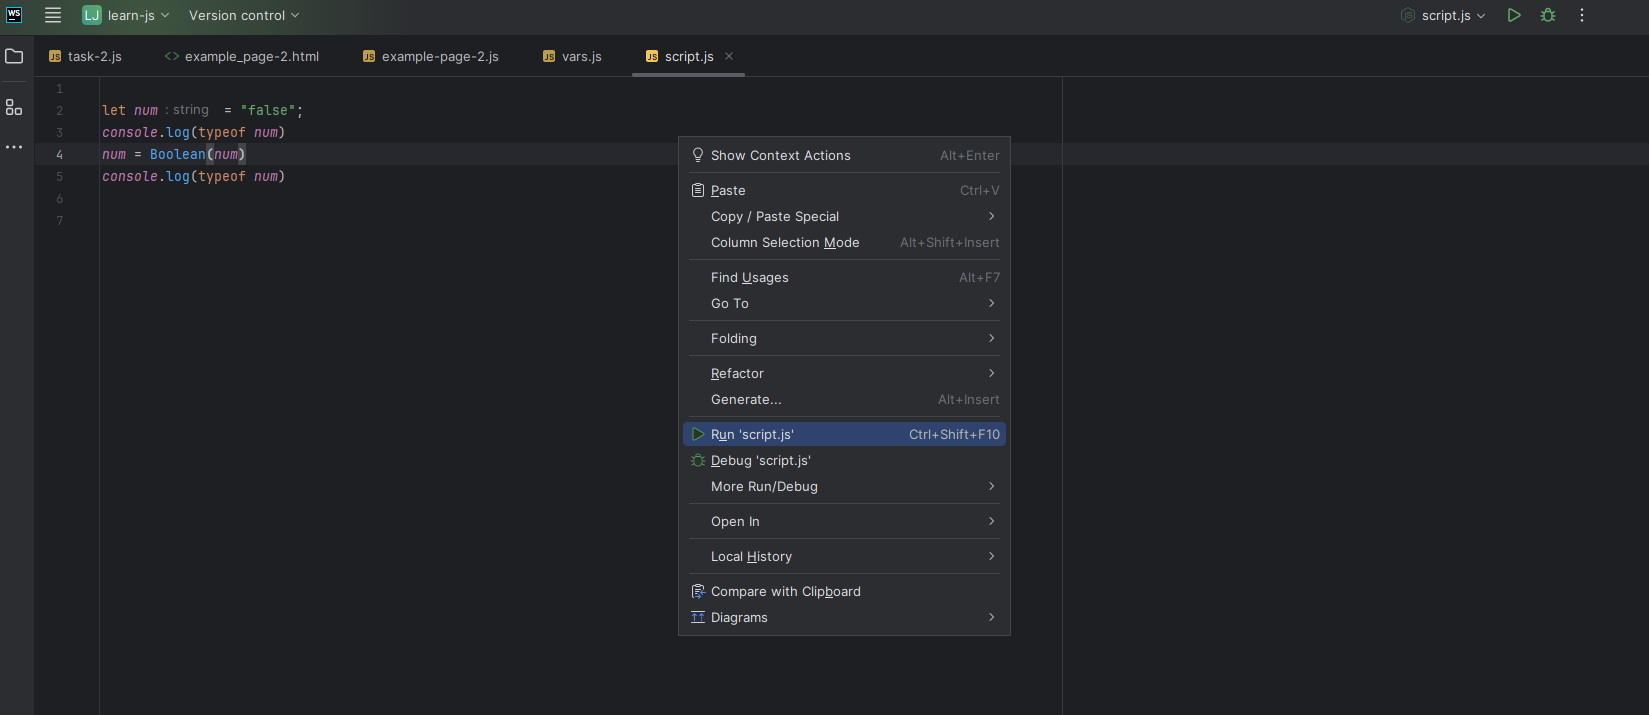 WS LJ learn-js Version control script.js
task-2.js example_page-2.html example-page-2.js vars.js script.js
1
2 let num : string = "false";
3 console.log(typeof num)
4 num = Boolean(num)
5 console.log(typeof num)
6
7
Show Context Actions Alt+Enter
Paste Ctrl+V
Copy / Paste Special
Column Selection Mode Alt+Shift+Insert
Find Usages Alt+F7
Go To
Folding
Refactor
Generate... Alt+Insert
Run 'script.js' Ctrl+Shift+F10
Debug 'script.js'
More Run/Debug
Open In
Local History
Compare with Clipboard
Diagrams